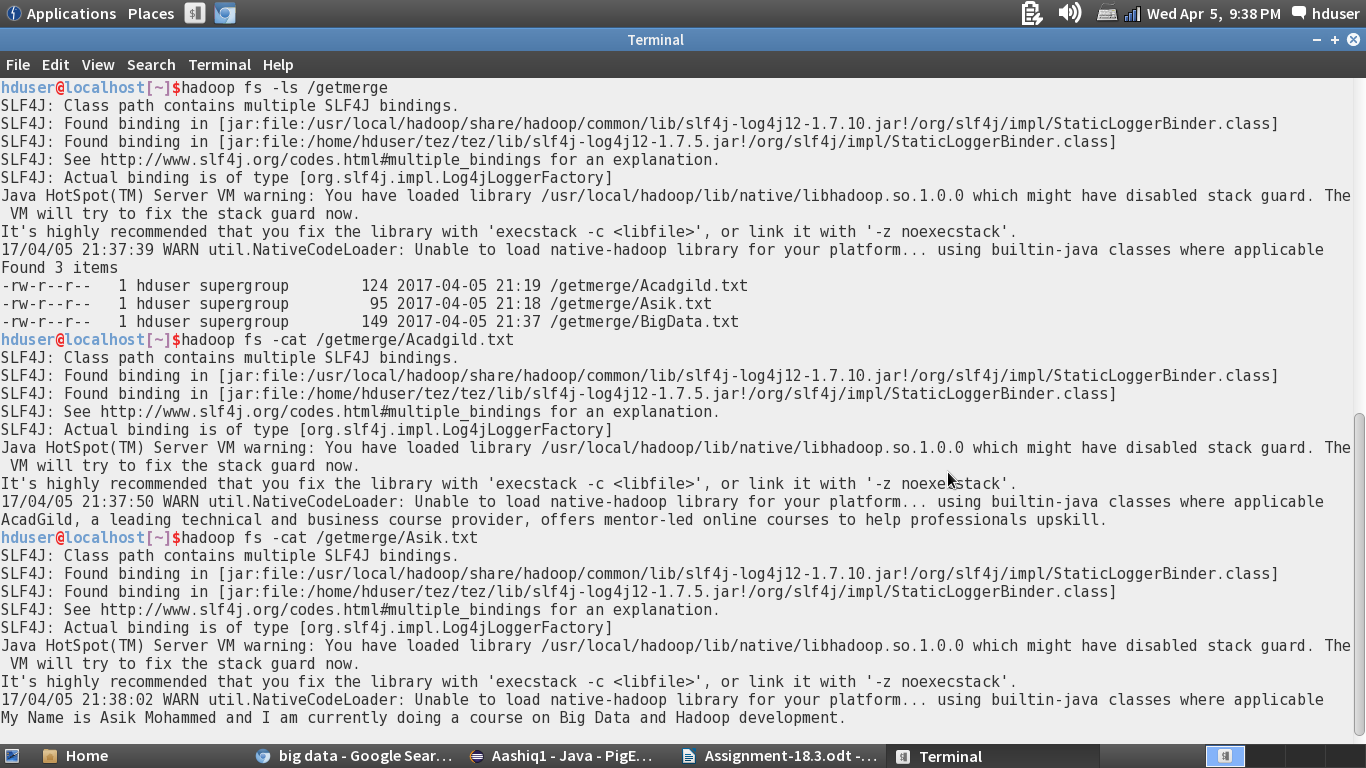 Applications Places Wed Apr 5, 9:38 PM hduser
Terminal
File Edit View Search Terminal Help
hduser@localhost[~]$hadoop fs -ls /getmerge
SLF4J: Class path contains multiple SLF4J bindings.
SLF4J: Found binding in [jar:file:/usr/local/hadoop/share/hadoop/common/lib/slf4j-log4j12-1.7.10.jar!/org/slf4j/impl/StaticLoggerBinder.class]
SLF4J: Found binding in [jar:file:/home/hduser/tez/tez/lib/slf4j-log4j12-1.7.5.jar!/org/slf4j/impl/StaticLoggerBinder.class]
SLF4J: See http://www.slf4j.org/codes.html#multiple_bindings for an explanation.
SLF4J: Actual binding is of type [org.slf4j.impl.Log4jLoggerFactory]
Java HotSpot(TM) Server VM warning: You have loaded library /usr/local/hadoop/lib/native/libhadoop.so.1.0.0 which might have disabled stack guard. The
 VM will try to fix the stack guard now.
It's highly recommended that you fix the library with 'execstack -c <libfile>', or link it with '-z noexecstack'.
17/04/05 21:37:39 WARN util.NativeCodeLoader: Unable to load native-hadoop library for your platform... using builtin-java classes where applicable
Found 3 items
-rw-r--r--   1 hduser supergroup        124 2017-04-05 21:19 /getmerge/Acadgild.txt
-rw-r--r--   1 hduser supergroup         95 2017-04-05 21:18 /getmerge/Asik.txt
-rw-r--r--   1 hduser supergroup        149 2017-04-05 21:37 /getmerge/BigData.txt
hduser@localhost[~]$hadoop fs -cat /getmerge/Acadgild.txt
SLF4J: Class path contains multiple SLF4J bindings.
SLF4J: Found binding in [jar:file:/usr/local/hadoop/share/hadoop/common/lib/slf4j-log4j12-1.7.10.jar!/org/slf4j/impl/StaticLoggerBinder.class]
SLF4J: Found binding in [jar:file:/home/hduser/tez/tez/lib/slf4j-log4j12-1.7.5.jar!/org/slf4j/impl/StaticLoggerBinder.class]
SLF4J: See http://www.slf4j.org/codes.html#multiple_bindings for an explanation.
SLF4J: Actual binding is of type [org.slf4j.impl.Log4jLoggerFactory]
Java HotSpot(TM) Server VM warning: You have loaded library /usr/local/hadoop/lib/native/libhadoop.so.1.0.0 which might have disabled stack guard. The
 VM will try to fix the stack guard now.
It's highly recommended that you fix the library with 'execstack -c <libfile>', or link it with '-z noexecstack'.
17/04/05 21:37:50 WARN util.NativeCodeLoader: Unable to load native-hadoop library for your platform... using builtin-java classes where applicable
AcadGild, a leading technical and business course provider, offers mentor-led online courses to help professionals upskill.
hduser@localhost[~]$hadoop fs -cat /getmerge/Asik.txt
SLF4J: Class path contains multiple SLF4J bindings.
SLF4J: Found binding in [jar:file:/usr/local/hadoop/share/hadoop/common/lib/slf4j-log4j12-1.7.10.jar!/org/slf4j/impl/StaticLoggerBinder.class]
SLF4J: Found binding in [jar:file:/home/hduser/tez/tez/lib/slf4j-log4j12-1.7.5.jar!/org/slf4j/impl/StaticLoggerBinder.class]
SLF4J: See http://www.slf4j.org/codes.html#multiple_bindings for an explanation.
SLF4J: Actual binding is of type [org.slf4j.impl.Log4jLoggerFactory]
Java HotSpot(TM) Server VM warning: You have loaded library /usr/local/hadoop/lib/native/libhadoop.so.1.0.0 which might have disabled stack guard. The
 VM will try to fix the stack guard now.
It's highly recommended that you fix the library with 'execstack -c <libfile>', or link it with '-z noexecstack'.
17/04/05 21:38:02 WARN util.NativeCodeLoader: Unable to load native-hadoop library for your platform... using builtin-java classes where applicable
My Name is Asik Mohammed and I am currently doing a course on Big Data and Hadoop development.
Home big data - Google Sear... Aashiq1 - Java - PigE... Assignment-18.3.odt -... Terminal